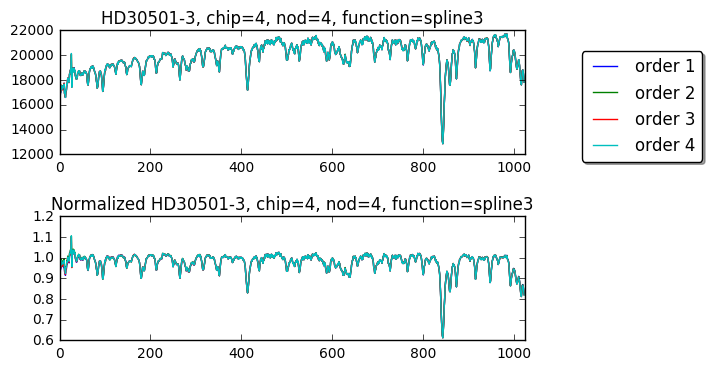 HD30501-3, chip=4, nod=4, function=spline3
22000
20000
18000
16000
14000
12000
0 200 400 600 800 1000
order 1
order 2
order 3
order 4
Normalized HD30501-3, chip=4, nod=4, function=spline3
1.2
1.1
1.0
0.9
0.8
0.7
0.6
0 200 400 600 800 1000